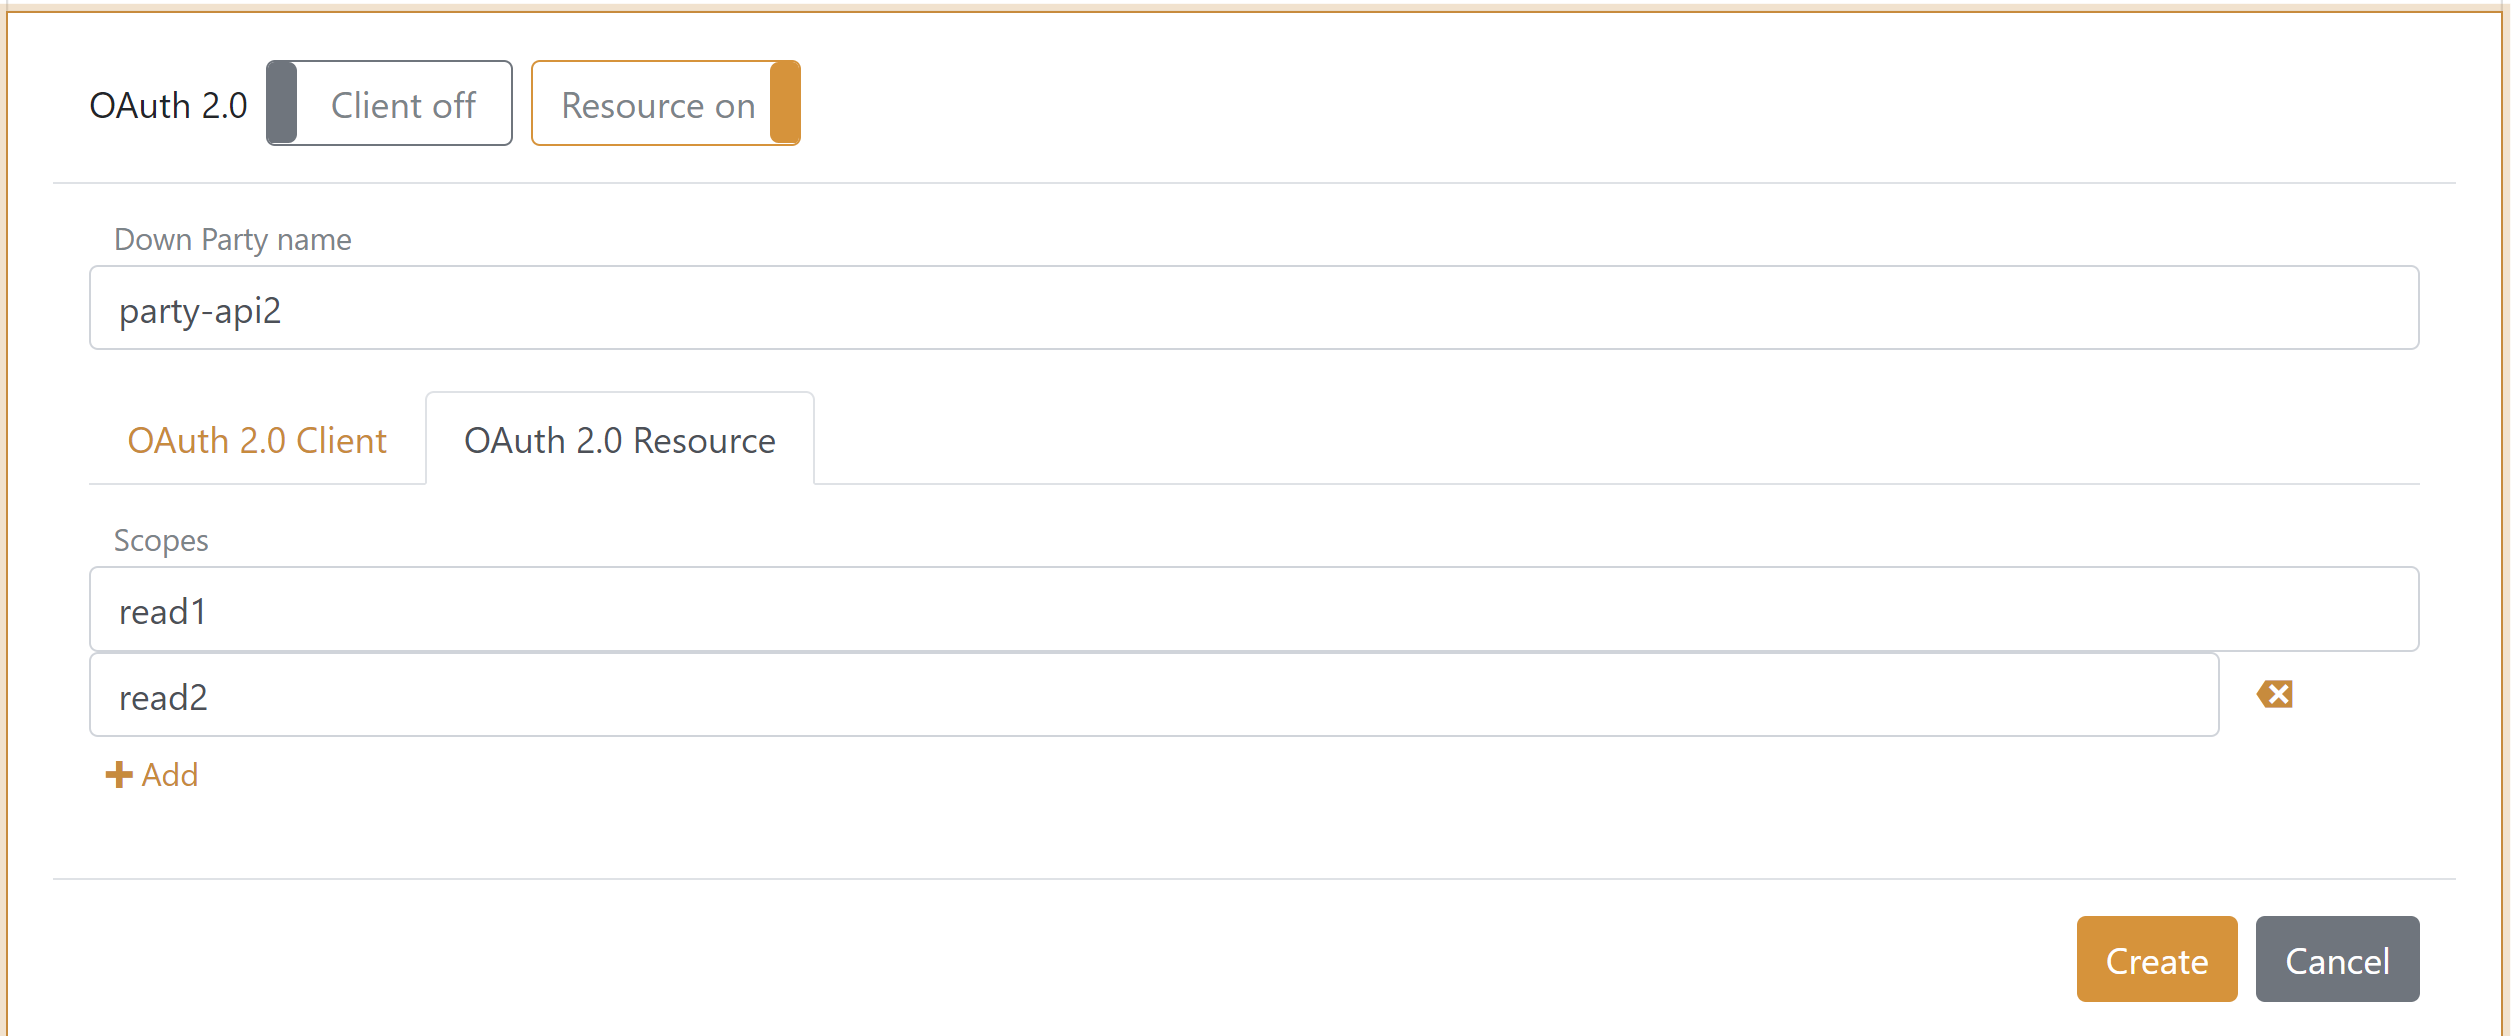 OAuth 2.0 Client off Resource on
Down Party name
party-api2
OAuth 2.0 Client OAuth 2.0 Resource
Scopes
read1
read2
Add
Create Cancel